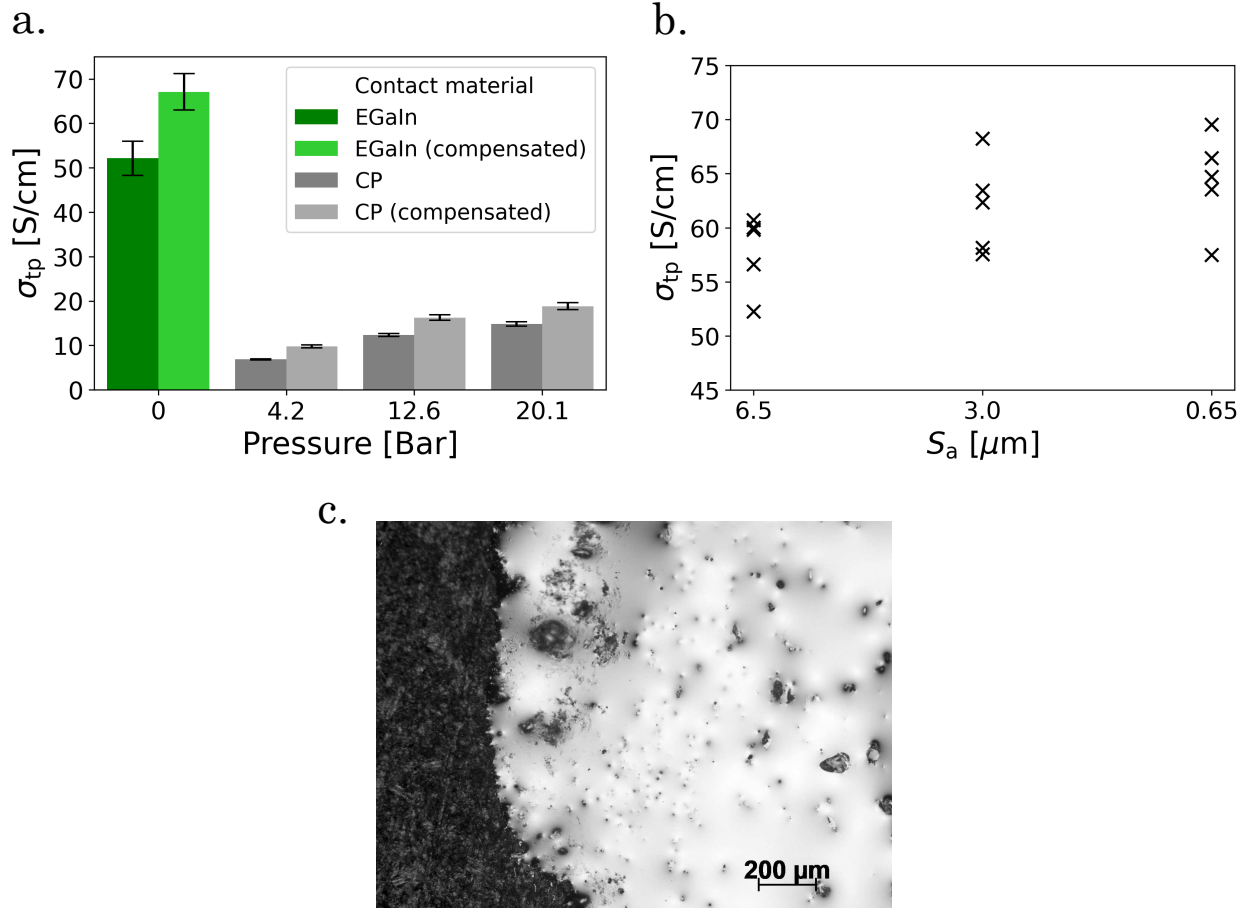 a.
70
60
50
40
30
20
10
0
σtp [S/cm]
Contact material
EGaIn
EGaIn (compensated)
CP
CP (compensated)
0 4.2 12.6 20.1
Pressure [Bar]
b.
75
70
65
60
55
50
45
σtp [S/cm]
6.5 3.0 0.65
Sa [μm]
c.
200 μm